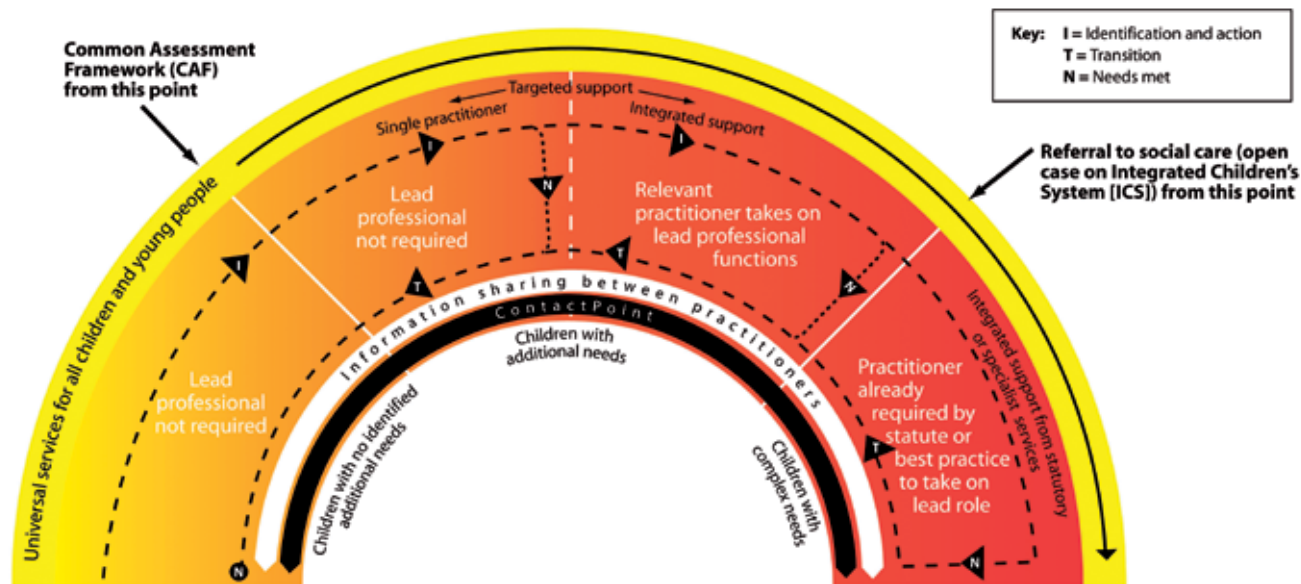 Common Assessment
Framework (CAF)
from this point
Key: I = Identification and action
T = Transition
N = Needs met
Targeted support
Single practitioner
Integrated support
Referral to social care (open
case on Integrated Children's
System [ICS]) from this point
Universal services for all children and young people
I
I
I
N
T
T
N
T
N
N
Lead
professional
not required
Lead
professional
not required
Relevant
practitioner takes on
lead professional
functions
Practitioner
already
required by
statute or
best practice
to take on
lead role
Integrated support from statutory
or specialist services
Information sharing between practitioners
ContactPoint
Children with no identified
additional needs
Children with
additional needs
Children with
complex needs